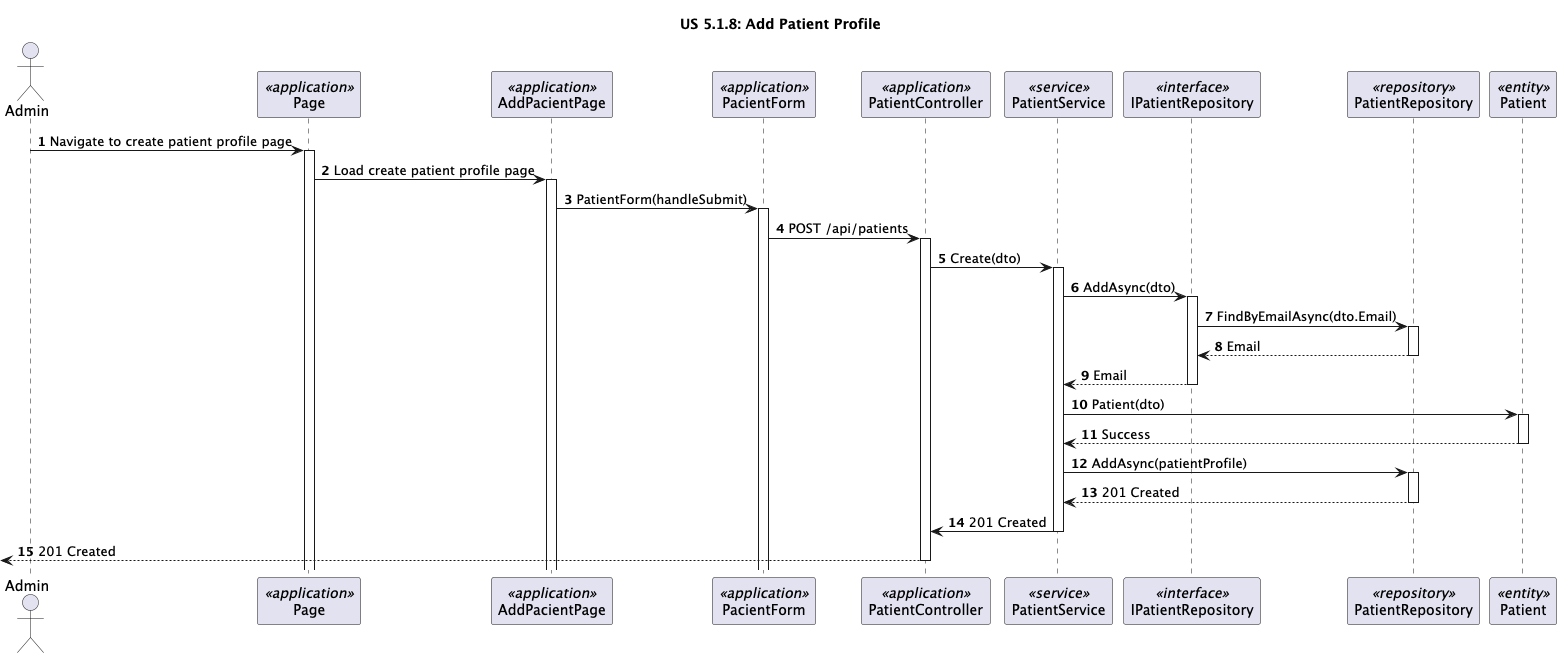 US 5.1.8: Add Patient Profile
Admin
«application»
Page
«application»
AddPacientPage
«application»
PacientForm
«application»
PatientController
«service»
PatientService
«interface»
IPatientRepository
«repository»
PatientRepository
«entity»
Patient
1 Navigate to create patient profile page
2 Load create patient profile page
3 PatientForm(handleSubmit)
4 POST /api/patients
5 Create(dto)
6 AddAsync(dto)
7 FindByEmailAsync(dto.Email)
8 Email
9 Email
10 Patient(dto)
11 Success
12 AddAsync(patientProfile)
13 201 Created
14 201 Created
15 201 Created
Admin
«application»
Page
«application»
AddPacientPage
«application»
PacientForm
«application»
PatientController
«service»
PatientService
«interface»
IPatientRepository
«repository»
PatientRepository
«entity»
Patient